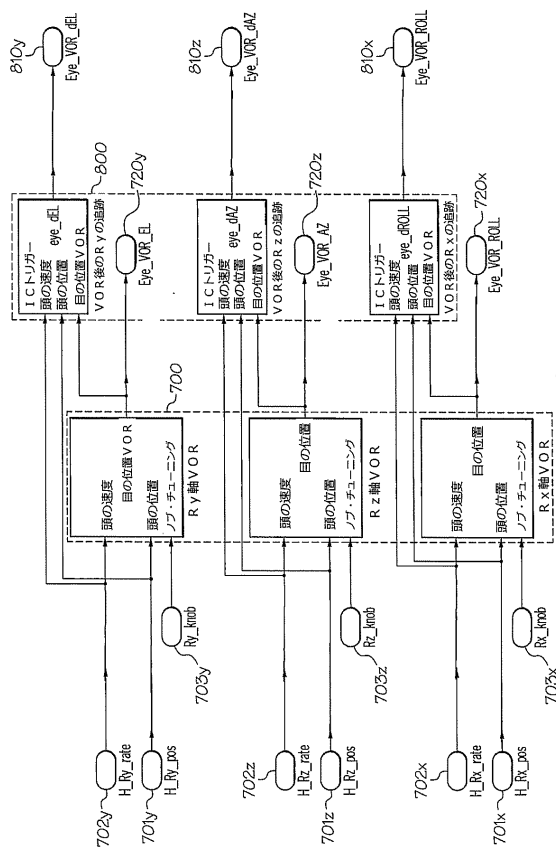 702y
H_Ry_rate
701y
H_Ry_pos
703y
Ry_knob
頭の速度
目の位置VOR
頭の位置
ノブ・チューニング
Ry軸VOR
700
ICトリガー
頭の速度
eye_dEL
頭の位置
目の位置VOR
VOR後のRyの追跡
800
720y
Eye_VOR_EL
810y
Eye_VOR_dEL
702z
H_Rz_rate
701z
H_Rz_pos
703z
Rz_knob
頭の速度
目の位置
頭の位置
ノブ・チューニング
Rz軸VOR
ICトリガー
頭の速度
eye_dAZ
頭の位置
目の位置VOR
VOR後のRzの追跡
720z
Eye_VOR_AZ
810z
Eye_VOR_dAZ
702x
H_Rx_rate
701x
H_Rx_pos
703x
Rx_knob
頭の速度
目の位置
頭の位置
ノブ・チューニング
Rx軸VOR
ICトリガー
頭の速度
eye_dROLL
頭の位置
目の位置VOR
VOR後のRxの追跡
720x
Eye_VOR_ROLL
810x
Eye_VOR_ROLL